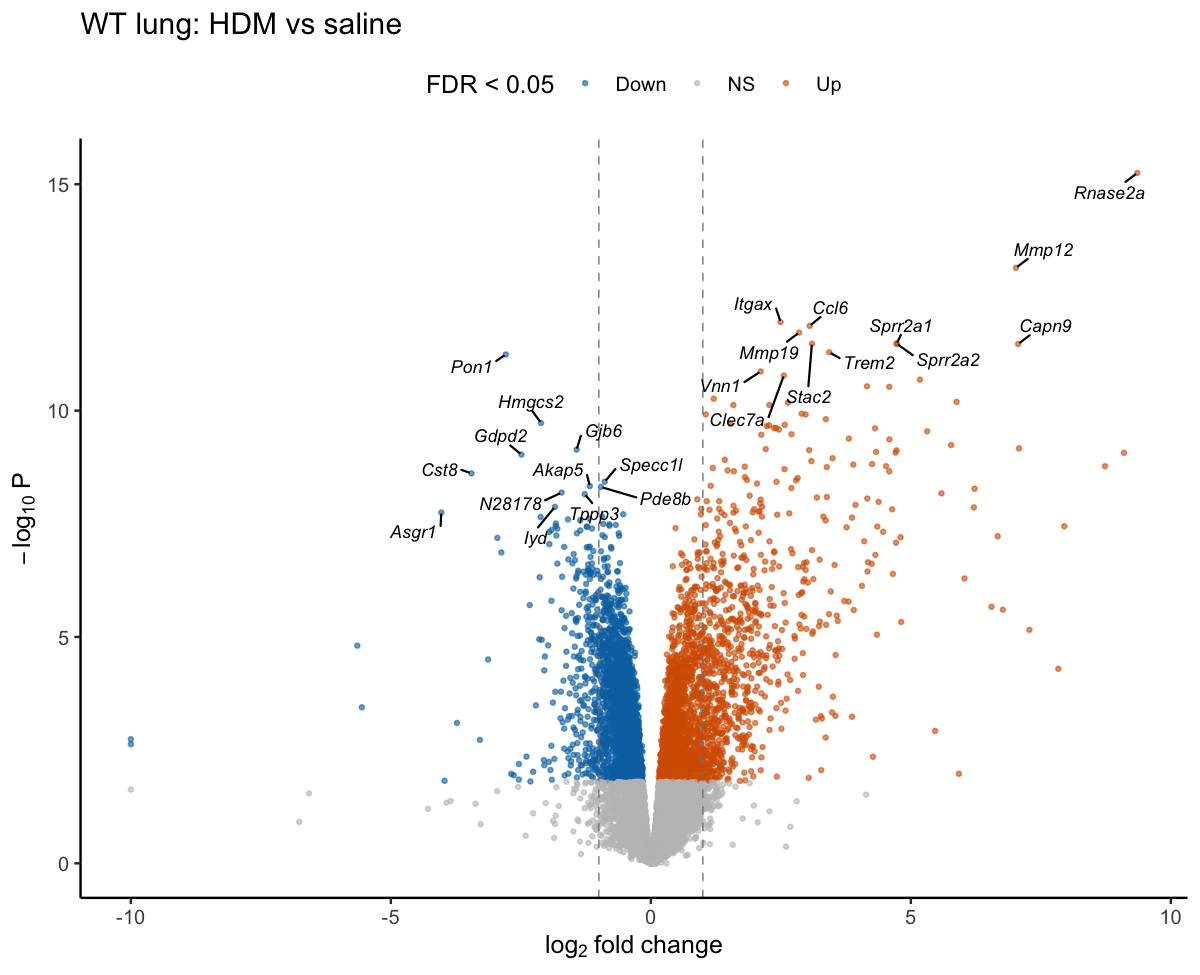 WT lung: HDM vs saline
FDR < 0.05 Down NS Up
15
10
5
0
−log10 P
Rnase2a
Mmp12
Itgax
Ccl6
Sprr2a1
Capn9
Mmp19
Trem2
Sprr2a2
Pon1
Vnn1
Stac2
Hmgcs2
Clec7a
Gjb6
Gdpd2
Cst8
Akap5
Specc1l
N28178
Pde8b
Tppp3
Asgr1
Iyd
-10 -5 0 5 10
log2 fold change